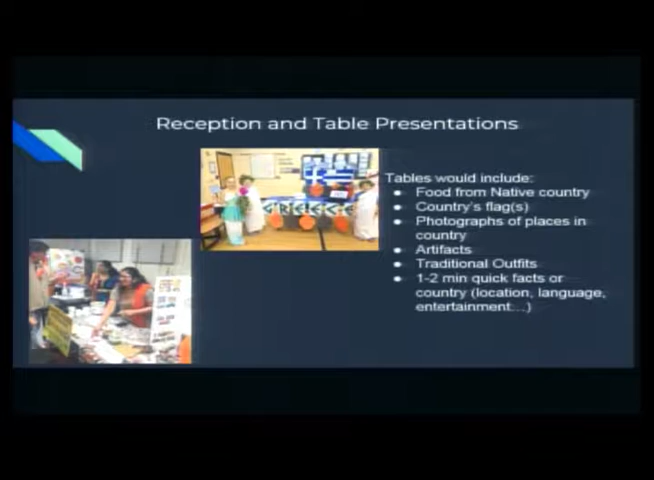 Reception and Table Presentations
GREECE
Tables would include:
● Food from Native country
● Country's flag(s)
● Photographs of places in
country
● Artifacts
● Traditional Outfits
● 1-2 min quick facts or
country (location, language,
entertainment...)